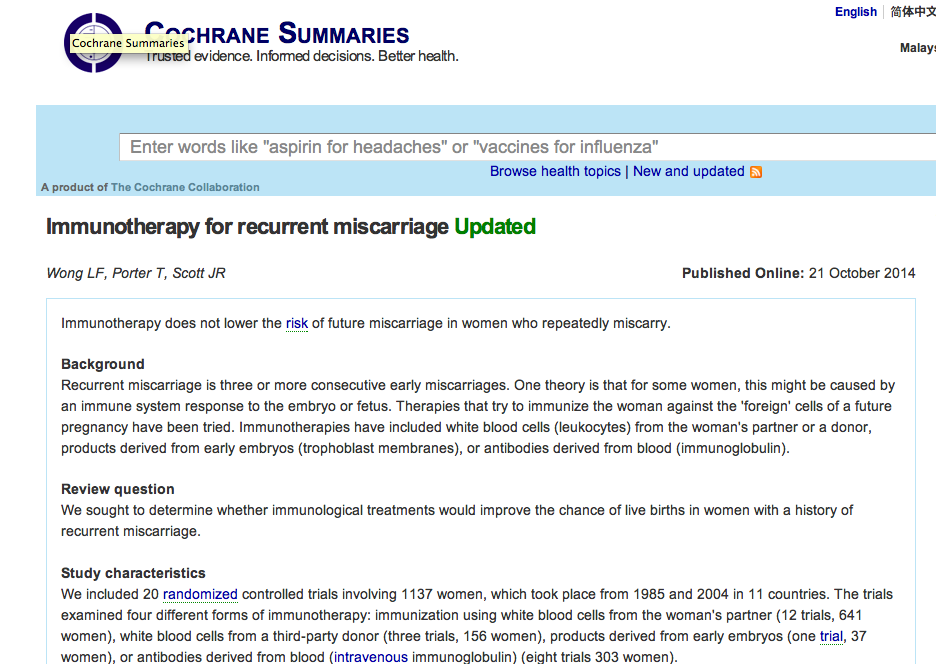 English 简体中文
COCHRANE SUMMARIES
Cochrane Summaries
Trusted evidence. Informed decisions. Better health.
Malays
Enter words like "aspirin for headaches" or "vaccines for influenza"
Browse health topics | New and updated
A product of The Cochrane Collaboration
Immunotherapy for recurrent miscarriage Updated
Wong LF, Porter T, Scott JR Published Online: 21 October 2014
Immunotherapy does not lower the risk of future miscarriage in women who repeatedly miscarry.
Background
Recurrent miscarriage is three or more consecutive early miscarriages. One theory is that for some women, this might be caused by
an immune system response to the embryo or fetus. Therapies that try to immunize the woman against the 'foreign' cells of a future
pregnancy have been tried. Immunotherapies have included white blood cells (leukocytes) from the woman's partner or a donor,
products derived from early embryos (trophoblast membranes), or antibodies derived from blood (immunoglobulin).
Review question
We sought to determine whether immunological treatments would improve the chance of live births in women with a history of
recurrent miscarriage.
Study characteristics
We included 20 randomized controlled trials involving 1137 women, which took place from 1985 and 2004 in 11 countries. The trials
examined four different forms of immunotherapy: immunization using white blood cells from the woman's partner (12 trials, 641
women), white blood cells from a third-party donor (three trials, 156 women), products derived from early embryos (one trial, 37
women), or antibodies derived from blood (intravenous immunoglobulin) (eight trials 303 women).